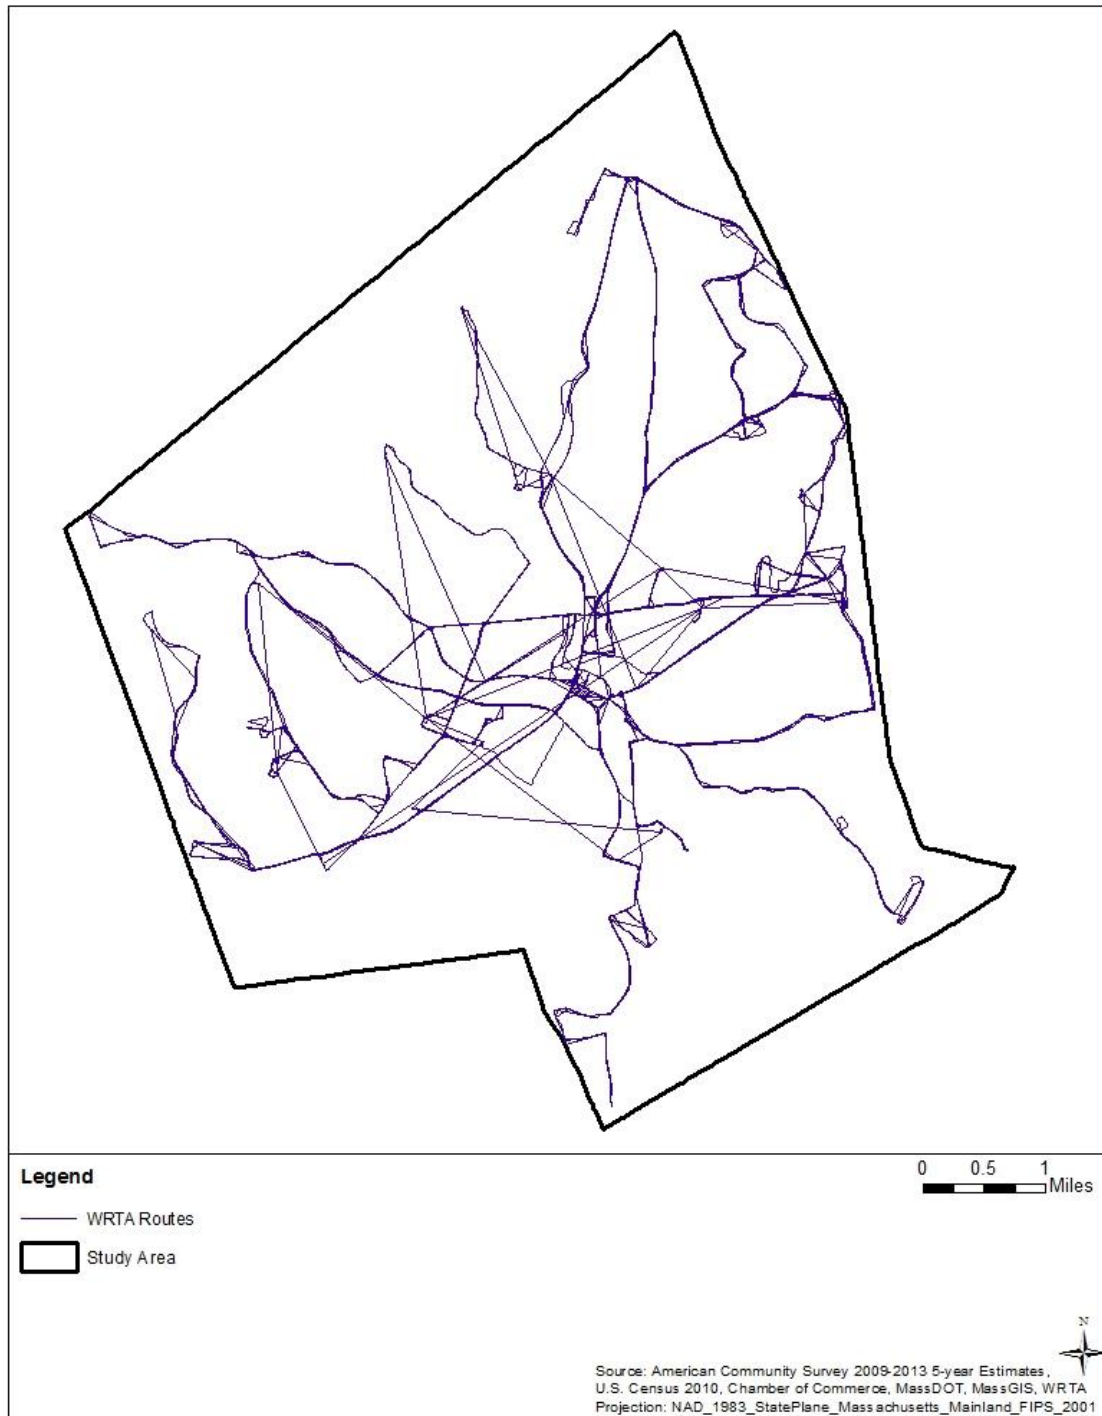 Legend
WRTA Routes
Study Area
0 0.5 1
Miles
N
Source: American Community Survey 2009-2013 5-year Estimates,
U.S. Census 2010, Chamber of Commerce, MassDOT, MassGIS, WRTA
Projection: NAD_1983_StatePlane_Massachusetts_Mainland_FIPS_2001